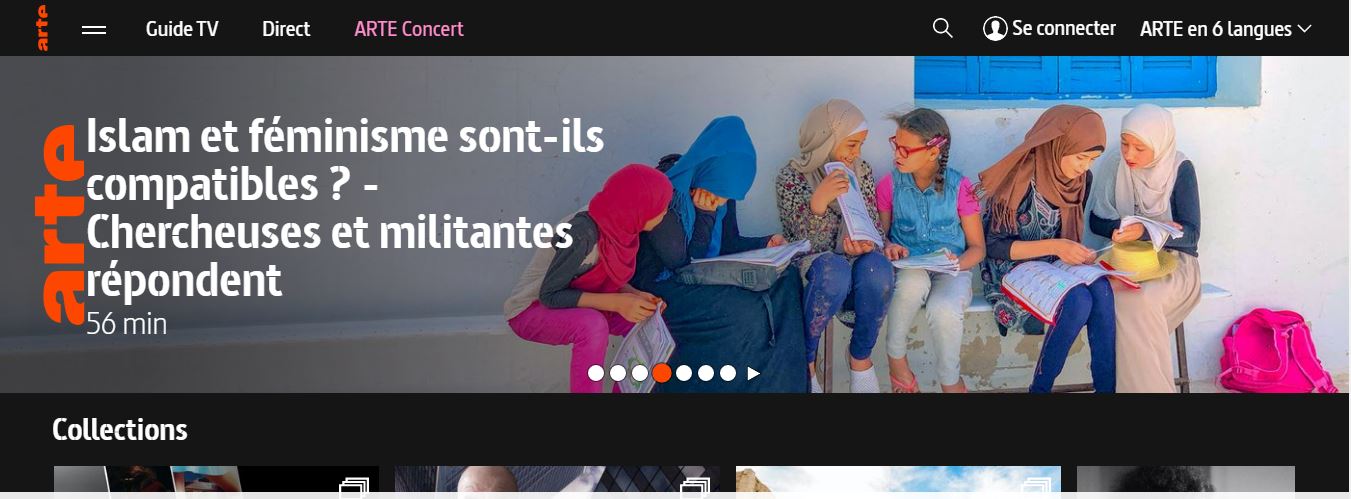 arte
Guide TV
Direct
ARTE Concert
Se connecter
ARTE en 6 langues
arte
Islam et féminisme sont-ils
compatibles ? -
Chercheuses et militantes
répondent
56 min
Collections